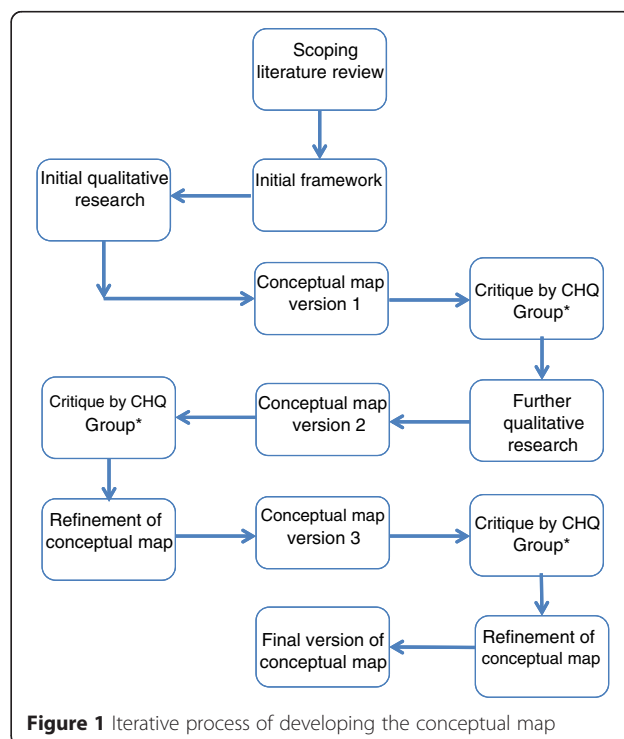 Scoping
literature review
Initial framework
Initial qualitative
research
Conceptual map
version 1
Critique by CHQ
Group*
Further
qualitative
research
Conceptual map
version 2
Critique by CHQ
Group*
Refinement of
conceptual map
Conceptual map
version 3
Critique by CHQ
Group*
Refinement of
conceptual map
Final version of
conceptual map
Figure 1 Iterative process of developing the conceptual map